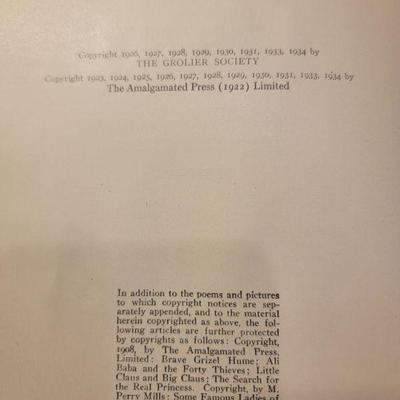 Copyright 1926, 1927, 1928, 1929, 1930, 1931, 1933, 1934 by
THE GROLIER SOCIETY
Copyright 1923, 1924, 1925, 1926, 1927, 1928, 1929, 1930, 1931, 1933, 1934 by
The Amalgamated Press (1922) Limited
In addition to the poems and pictures
to which copyright notices are sep-
arately appended, and to the material
herein copyrighted as above, the fol-
lowing articles are further protected
by copyrights as follows: Copyright,
1908, by The Amalgamated Press,
Limited: Brave Grizel Hume; Ali
Baba and the Forty Thieves; Little
Claus and Big Claus; The Search for
the Real Princess. Copyright, by M.
Perry Mills: Some Famous Ladies of